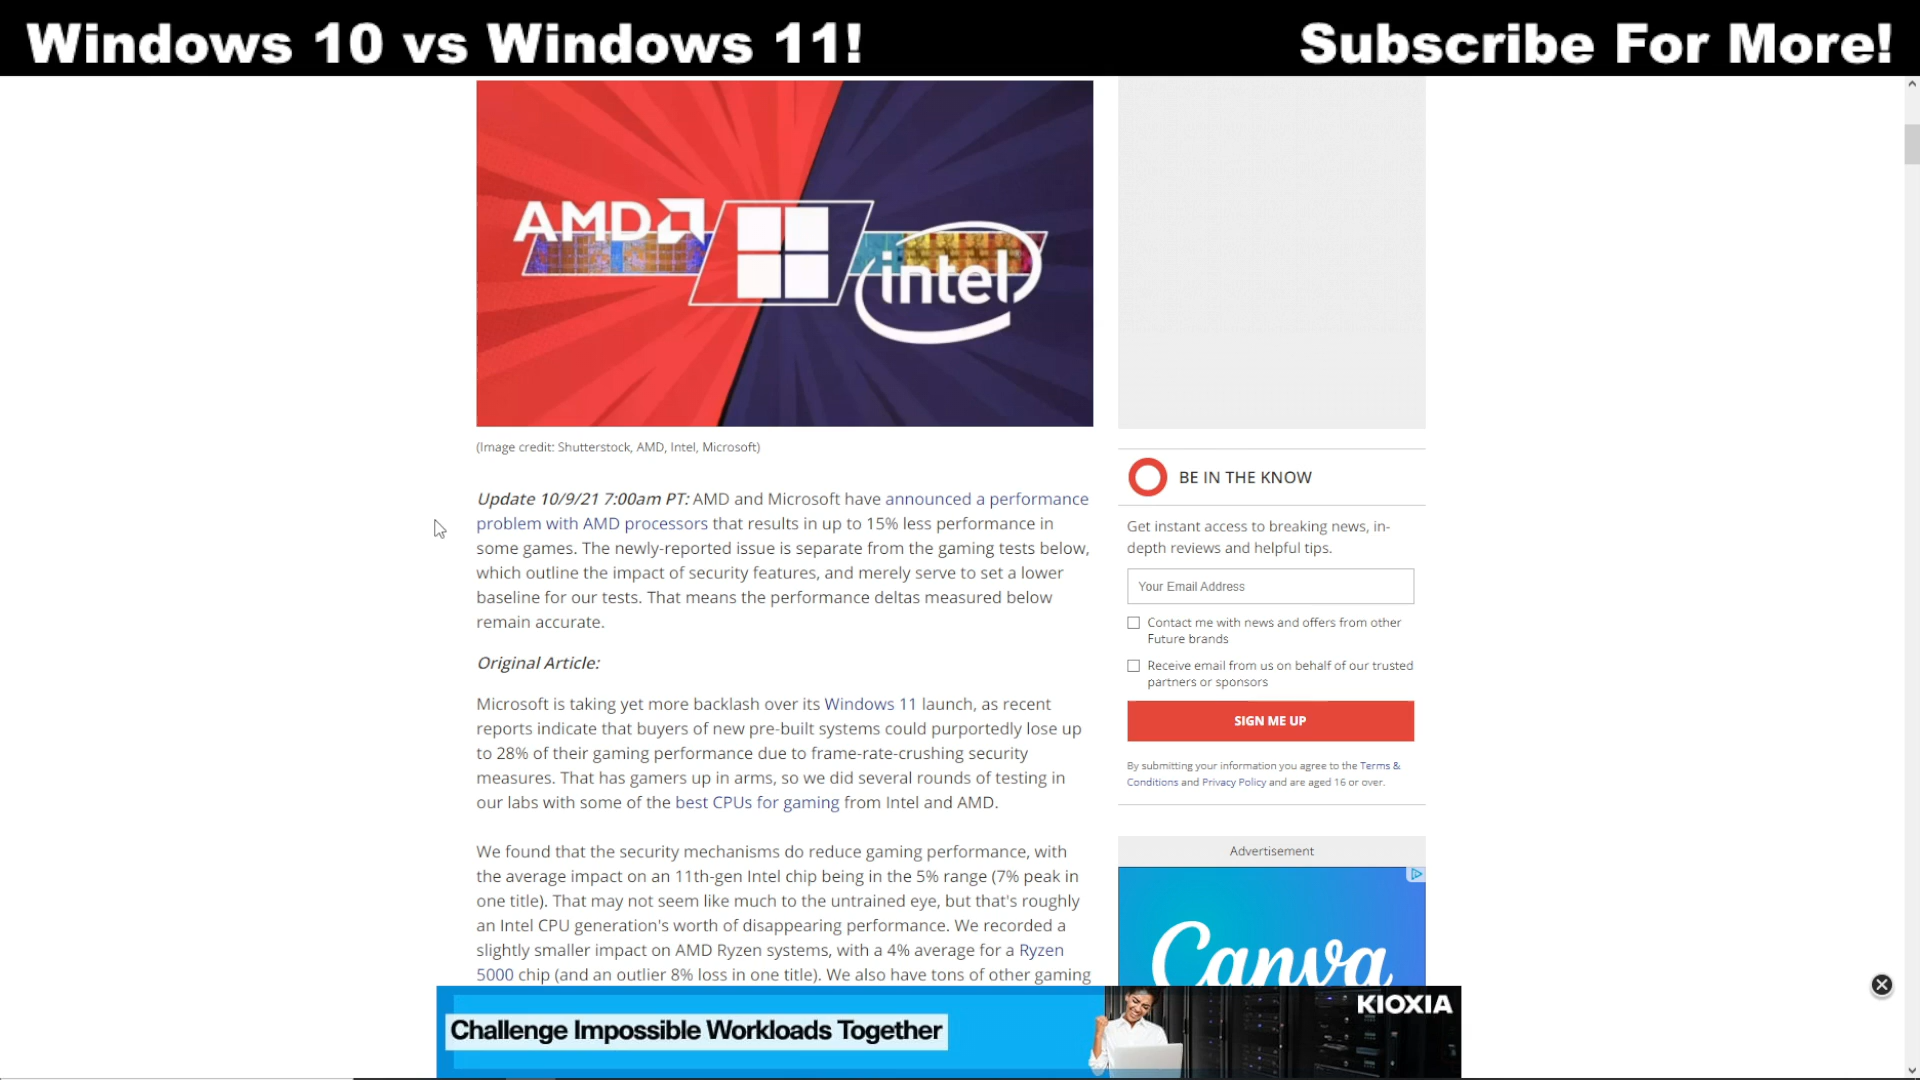 Windows 10 vs Windows 11!
Subscribe For More!
AMD
intel
(Image credit: Shutterstock, AMD, Intel, Microsoft)
Update 10/9/21 7:00am PT: AMD and Microsoft have announced a performance
problem with AMD processors that results in up to 15% less performance in
some games. The newly-reported issue is separate from the gaming tests below,
which outline the impact of security features, and merely serve to set a lower
baseline for our tests. That means the performance deltas measured below
remain accurate.
Original Article:
Microsoft is taking yet more backlash over its Windows 11 launch, as recent
reports indicate that buyers of new pre-built systems could purportedly lose up
to 28% of their gaming performance due to frame-rate-crushing security
measures. That has gamers up in arms, so we did several rounds of testing in
our labs with some of the best CPUs for gaming from Intel and AMD.
We found that the security mechanisms do reduce gaming performance, with
the average impact on an 11th-gen Intel chip being in the 5% range (7% peak in
one title). That may not seem like much to the untrained eye, but that's roughly
an Intel CPU generation's worth of disappearing performance. We recorded a
slightly smaller impact on AMD Ryzen systems, with a 4% average for a Ryzen
5000 chip (and an outlier 8% loss in one title). We also have tons of other gaming
BE IN THE KNOW
Get instant access to breaking news, in-
depth reviews and helpful tips.
Your Email Address
Contact me with news and offers from other
Future brands
Receive email from us on behalf of our trusted
partners or sponsors
SIGN ME UP
By submitting your information you agree to the Terms &
Conditions and Privacy Policy and are aged 16 or over.
Advertisement
Canva
Challenge Impossible Workloads Together
KIOXIA